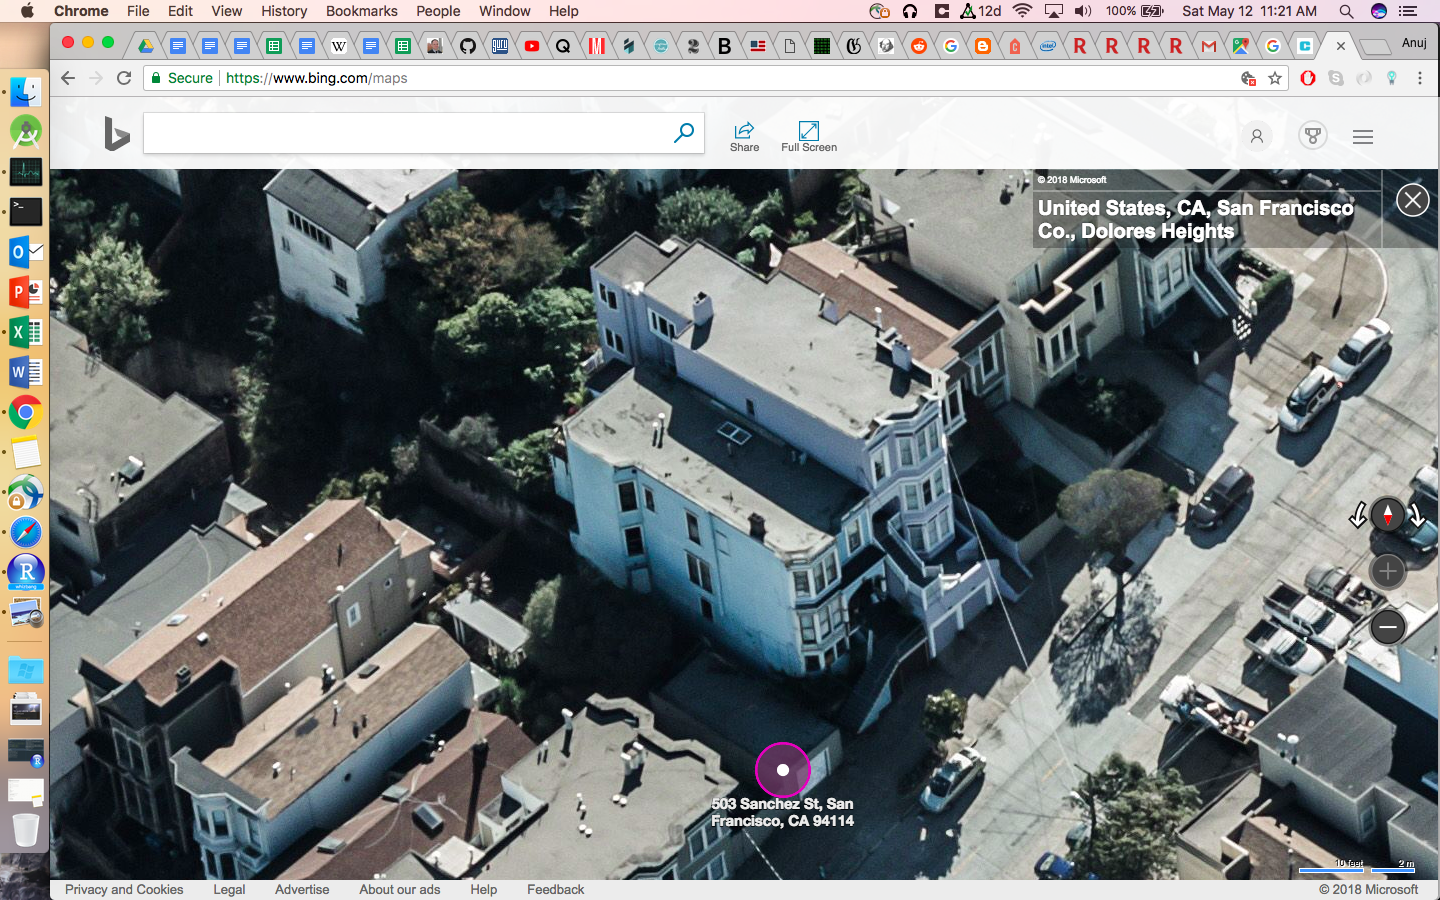 Chrome File Edit View History Bookmarks People Window Help 12d 100% Sat May 12 11:21 AM
Anuj
Secure https://www.bing.com/maps
Share
Full Screen
© 2018 Microsoft
United States, CA, San Francisco
Co., Dolores Heights
503 Sanchez St, San
Francisco, CA 94114
10 feet 2 m
Privacy and Cookies Legal Advertise About our ads Help Feedback © 2018 Microsoft